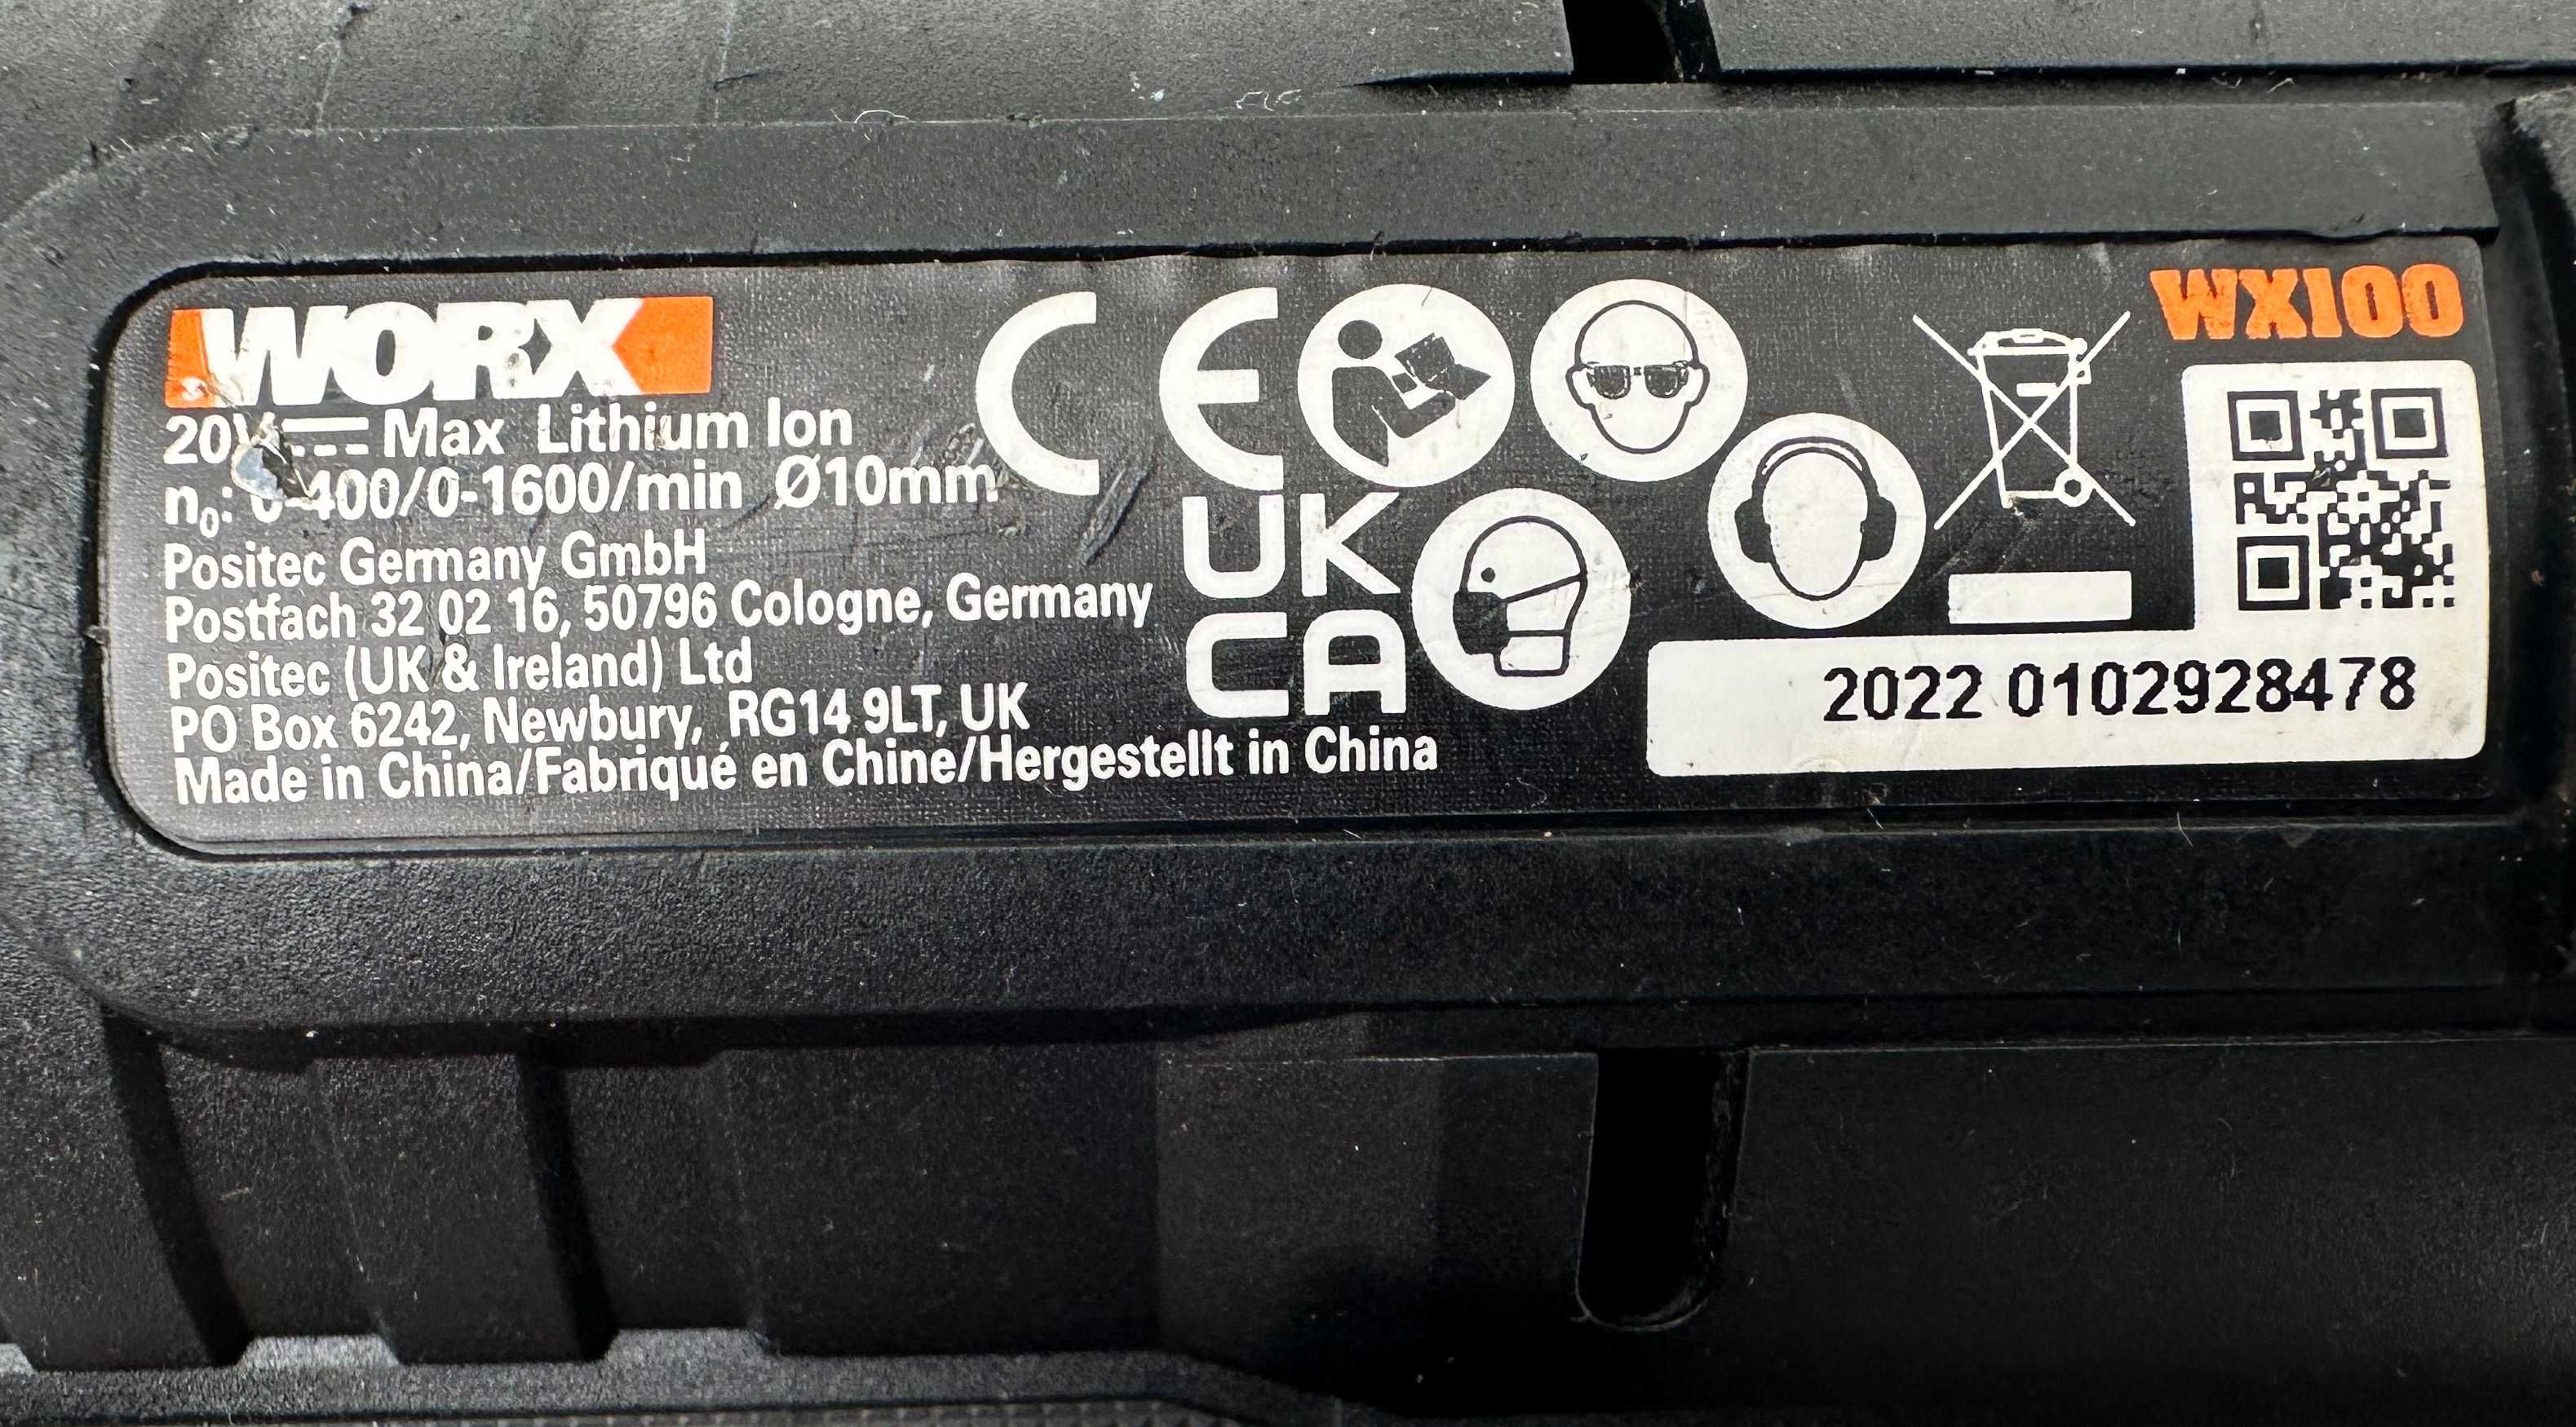 WORX
20V Max Lithium Ion
n₀: 0-400/0-1600/min Ø10mm
Positec Germany GmbH
Postfach 32 02 16, 50796 Cologne, Germany
Positec (UK & Ireland) Ltd
PO Box 6242, Newbury, RG14 9LT, UK
Made in China/Fabriqué en Chine/Hergestellt in China
CE
UK
CA
WX100
2022 0102928478